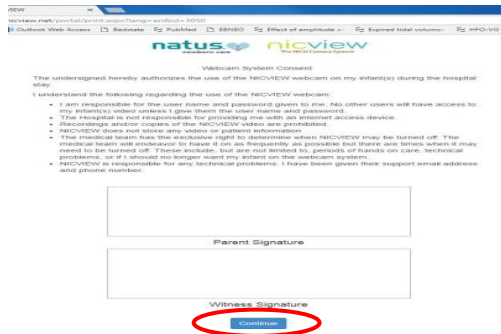 VIEW
nicview.net/portal/print.aspx?lang=en&sid=3050
Outlook Web Access Badstate PubMed EBNEO Effect of amplitude o Expired tidal volume HFO-VG
natus nicview
newborn care The NICU Camera System
Webcam System Consent
The undersigned hereby authorizes the use of the NICVIEW webcam on my infant(s) during the hospital
stay.
I understand the following regarding the use of the NICVIEW webcam:
• I am responsible for the user name and password given to me. No other users will have access to
my infant(s) video unless I give them the user name and password.
• The Hospital is not responsible for providing me with an internet access device.
• Recordings and/or copies of the NICVIEW video are prohibited.
• NICVIEW does not store any video or patient information
• The medical team has the exclusive right to determine when NICVIEW may be turned off. The
medical team will endeavor to have it on as frequently as possible but there are times when it may
need to be turned off. These include, but are not limited to, periods of hands on care, technical
problems, or if I should no longer want my infant on the webcam system.
• NICVIEW is responsible for any technical problems. I have been given their support email address
and phone number.
Parent Signature
Witness Signature
Continue